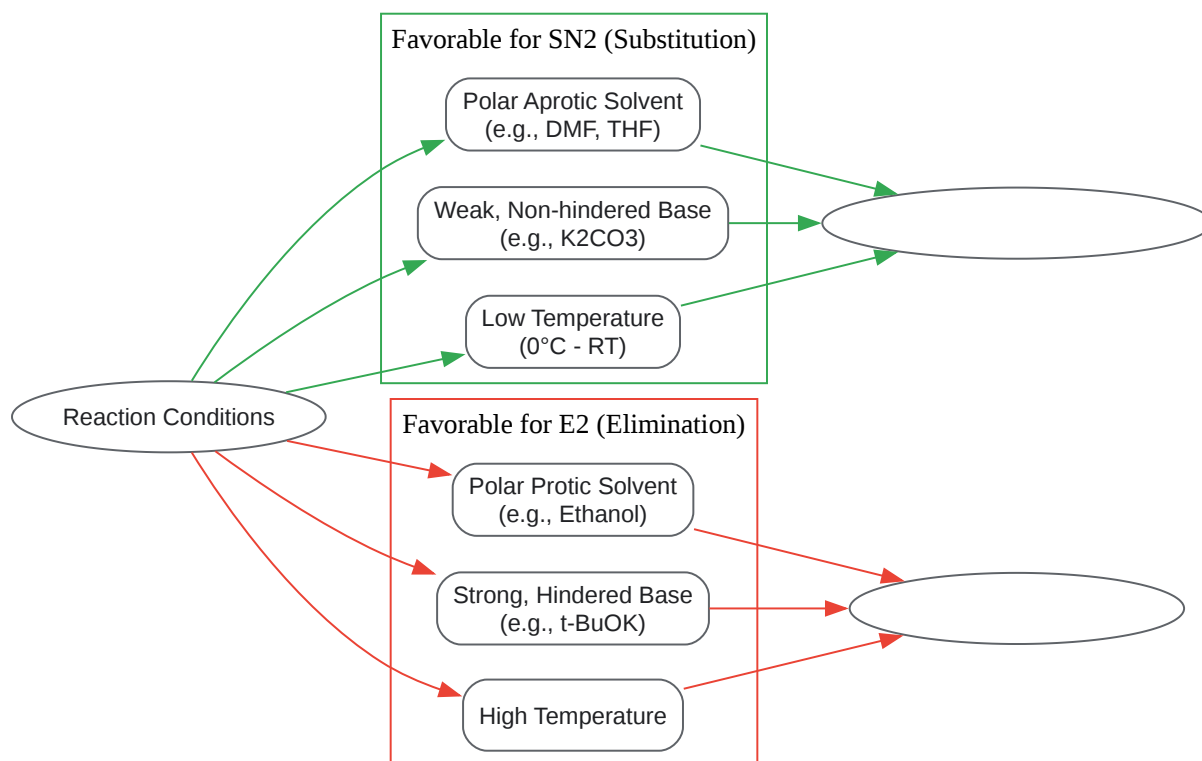 Favorable for SN2 (Substitution)
Polar Aprotic Solvent
(e.g., DMF, THF)
Weak, Non-hindered Base
(e.g., K2CO3)
Low Temperature
(0°C - RT)
Reaction Conditions
Favorable for E2 (Elimination)
Polar Protic Solvent
(e.g., Ethanol)
Strong, Hindered Base
(e.g., t-BuOK)
High Temperature